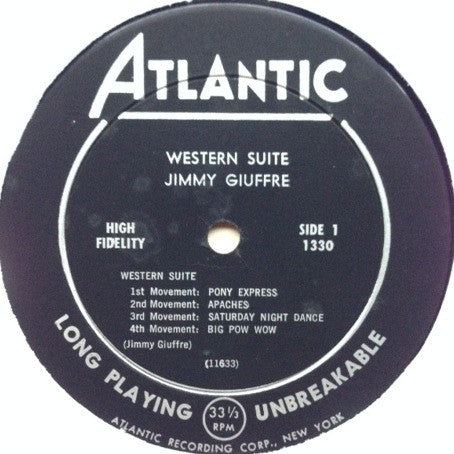 ATLANTIC
WESTERN SUITE
JIMMY GIUFFRE
HIGH
FIDELITY
SIDE 1
1330
WESTERN SUITE
1st Movement: PONY EXPRESS
2nd Movement: APACHES
3rd Movement: SATURDAY NIGHT DANCE
4th Movement: BIG POW WOW
(Jimmy Giuffre)
(11633)
LONG PLAYING 33⅓ RPM UNBREAKABLE
ATLANTIC RECORDING CORP., NEW YORK